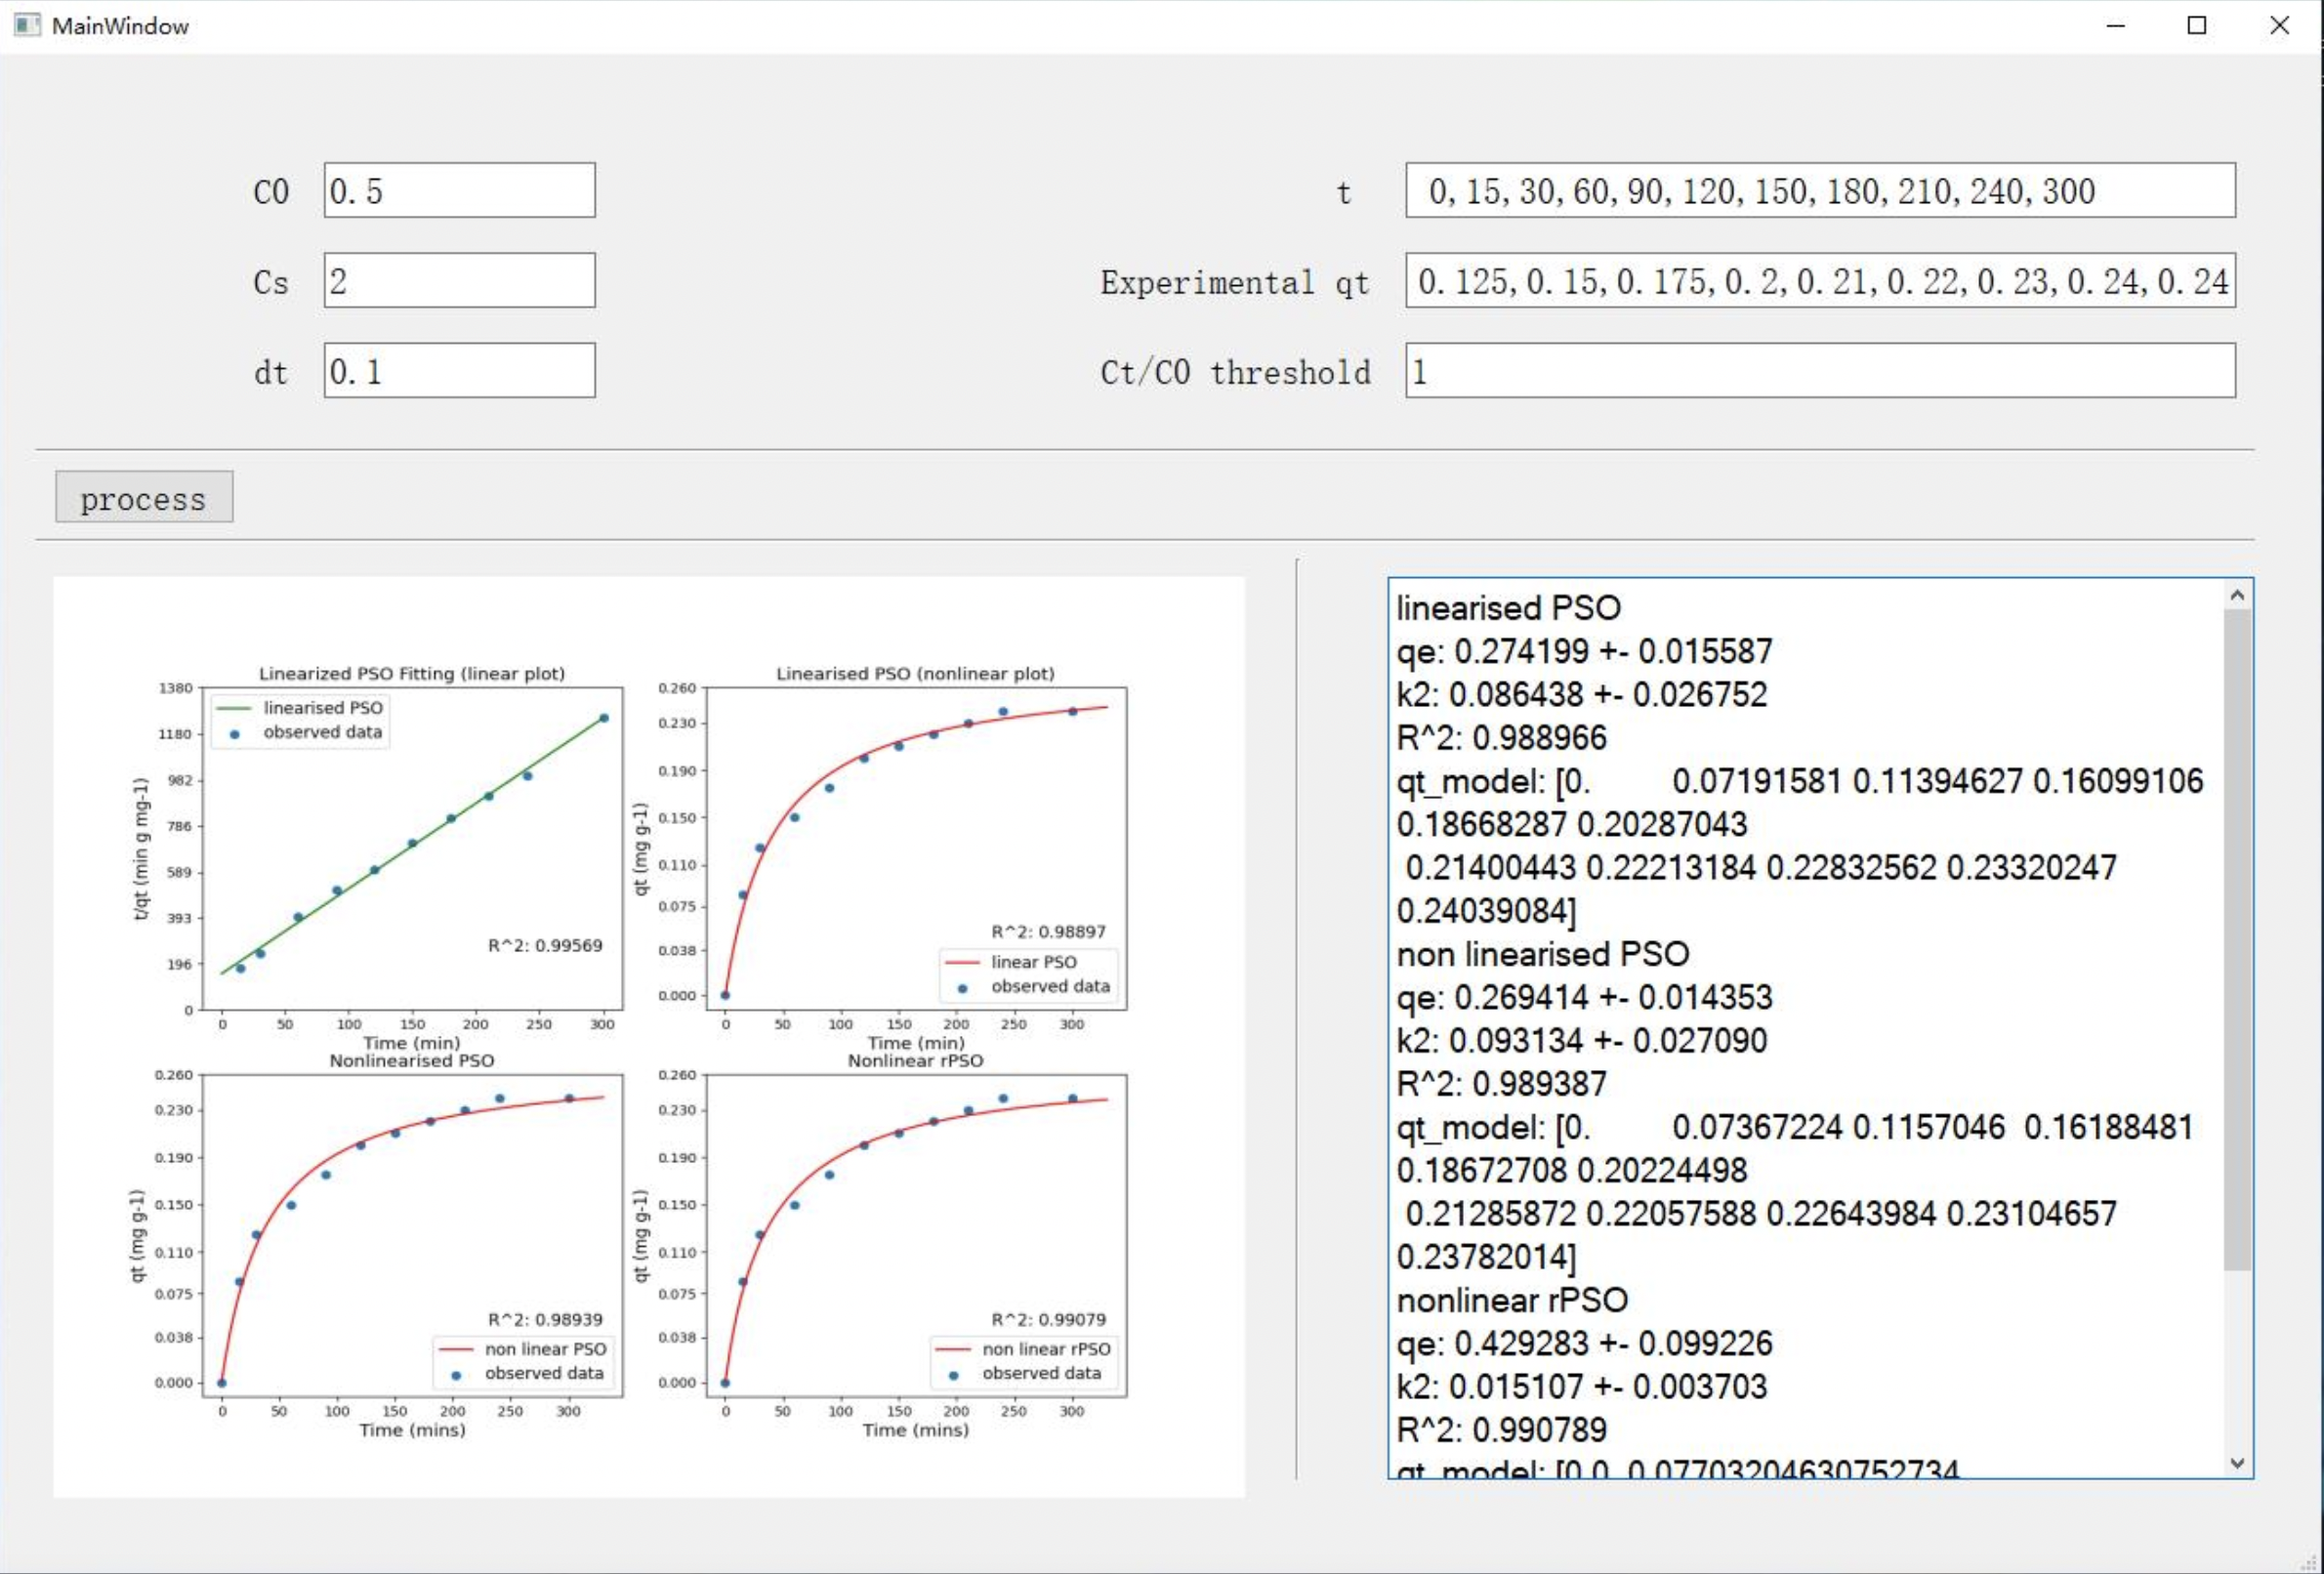 MainWindow
C0 0.5
t 0, 15, 30, 60, 90, 120, 150, 180, 210, 240, 300
Cs 2
Experimental qt 0.125, 0.15, 0.175, 0.2, 0.21, 0.22, 0.23, 0.24, 0.24
dt 0.1
Ct/C0 threshold 1
process
Linearized PSO Fitting (linear plot)
1380
1180
982
786
589
393
196
0
t/qt (min g mg-1)
linearised PSO
observed data
R^2: 0.99569
0 50 100 150 200 250 300
Time (min)
Linearised PSO (nonlinear plot)
0.260
0.230
0.190
0.150
0.110
0.075
0.038
0.000
qt (mg g-1)
R^2: 0.98897
linear PSO
observed data
0 50 100 150 200 250 300
Time (min)
Nonlinearised PSO
0.260
0.230
0.190
0.150
0.110
0.075
0.038
0.000
qt (mg g-1)
R^2: 0.98939
non linear PSO
observed data
0 50 100 150 200 250 300
Time (mins)
Nonlinear rPSO
0.260
0.230
0.190
0.150
0.110
0.075
0.038
0.000
qt (mg g-1)
R^2: 0.99079
non linear rPSO
observed data
0 50 100 150 200 250 300
Time (mins)
linearised PSO
qe: 0.274199 +- 0.015587
k2: 0.086438 +- 0.026752
R^2: 0.988966
qt_model: [0. 0.07191581 0.11394627 0.16099106
0.18668287 0.20287043
0.21400443 0.22213184 0.22832562 0.23320247
0.24039084]
non linearised PSO
qe: 0.269414 +- 0.014353
k2: 0.093134 +- 0.027090
R^2: 0.989387
qt_model: [0. 0.07367224 0.1157046 0.16188481
0.18672708 0.20224498
0.21285872 0.22057588 0.22643984 0.23104657
0.23782014]
nonlinear rPSO
qe: 0.429283 +- 0.099226
k2: 0.015107 +- 0.003703
R^2: 0.990789
qt_model: [0.0, 0.07703204630752734,